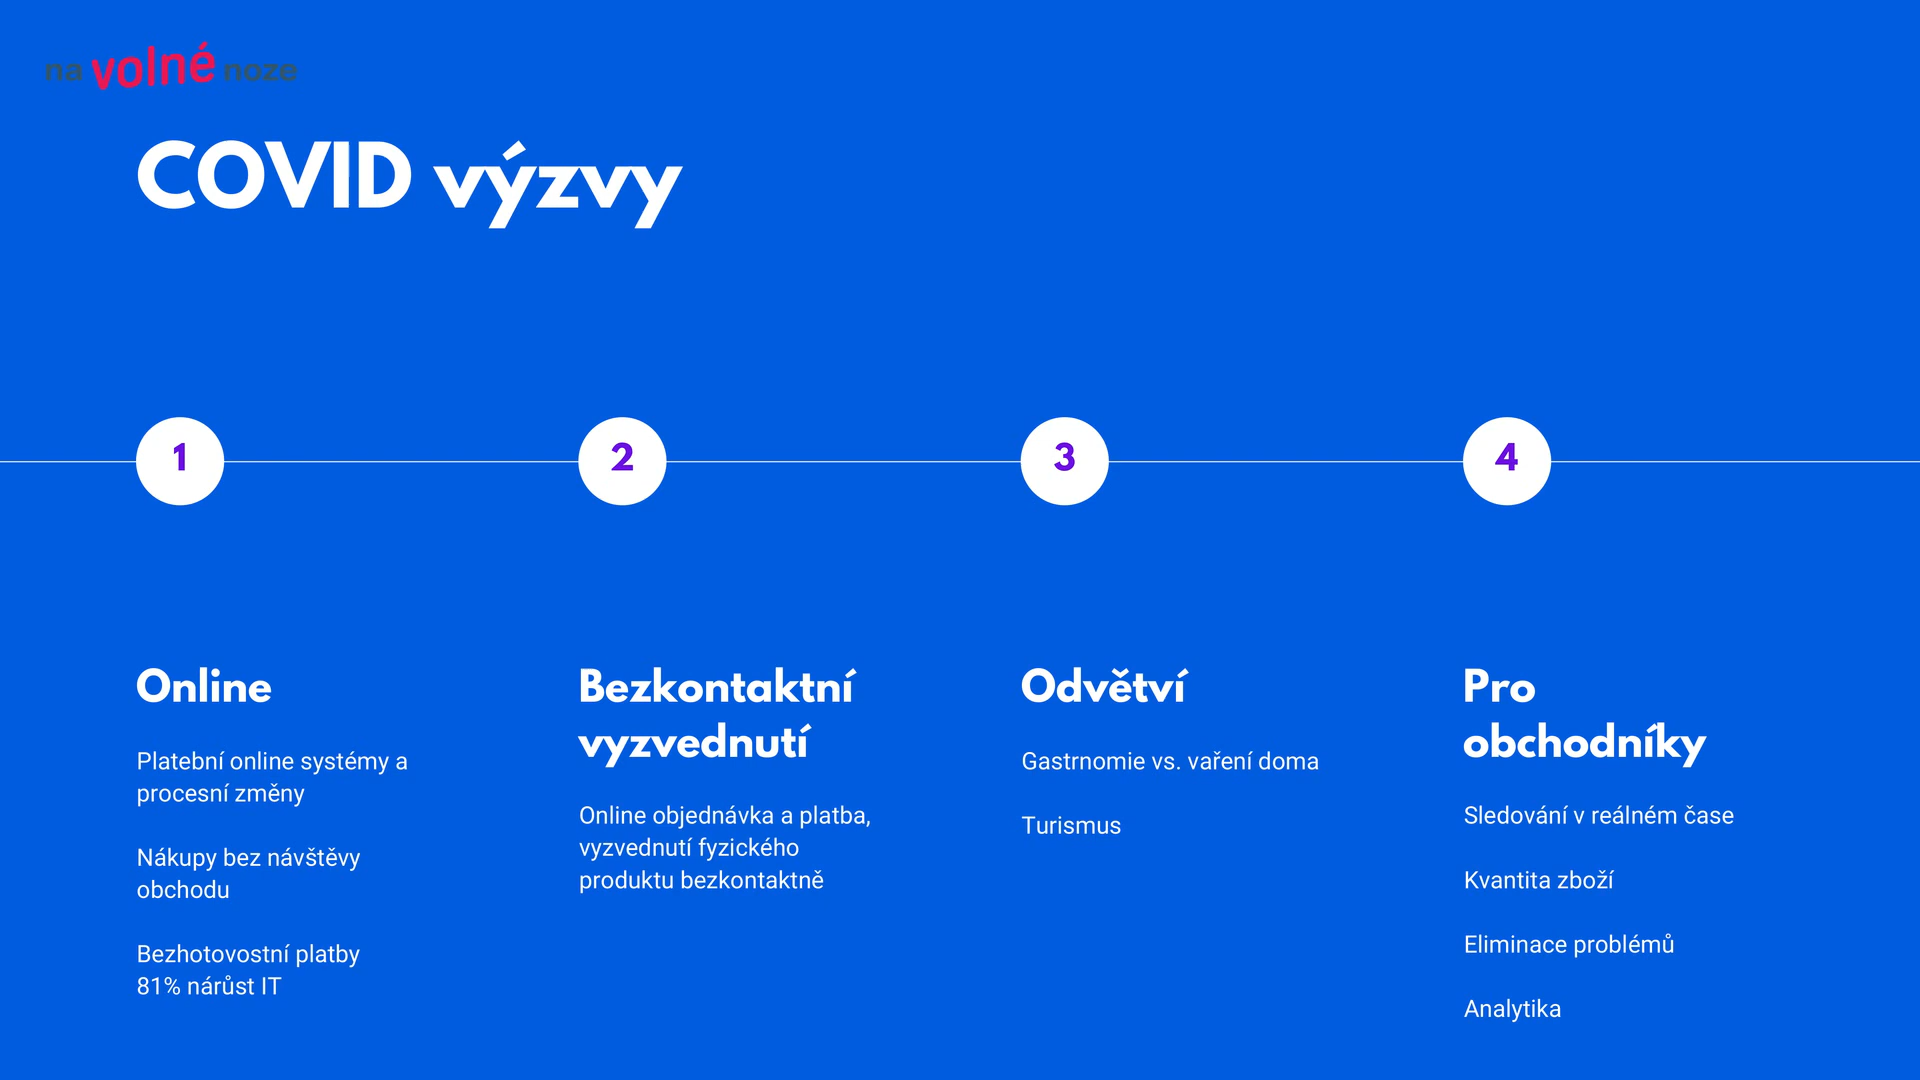 na volné noze
COVID výzvy
1
2
3
4
Online
Platební online systémy a
procesní změny
Nákupy bez návštěvy
obchodu
Bezhotovostní platby
81% nárůst IT
Bezkontaktní
vyzvednutí
Online objednávka a platba,
vyzvednutí fyzického
produktu bezkontaktně
Odvětví
Gastrnomie vs. vaření doma
Turismus
Pro
obchodníky
Sledování v reálném čase
Kvantita zboží
Eliminace problémů
Analytika